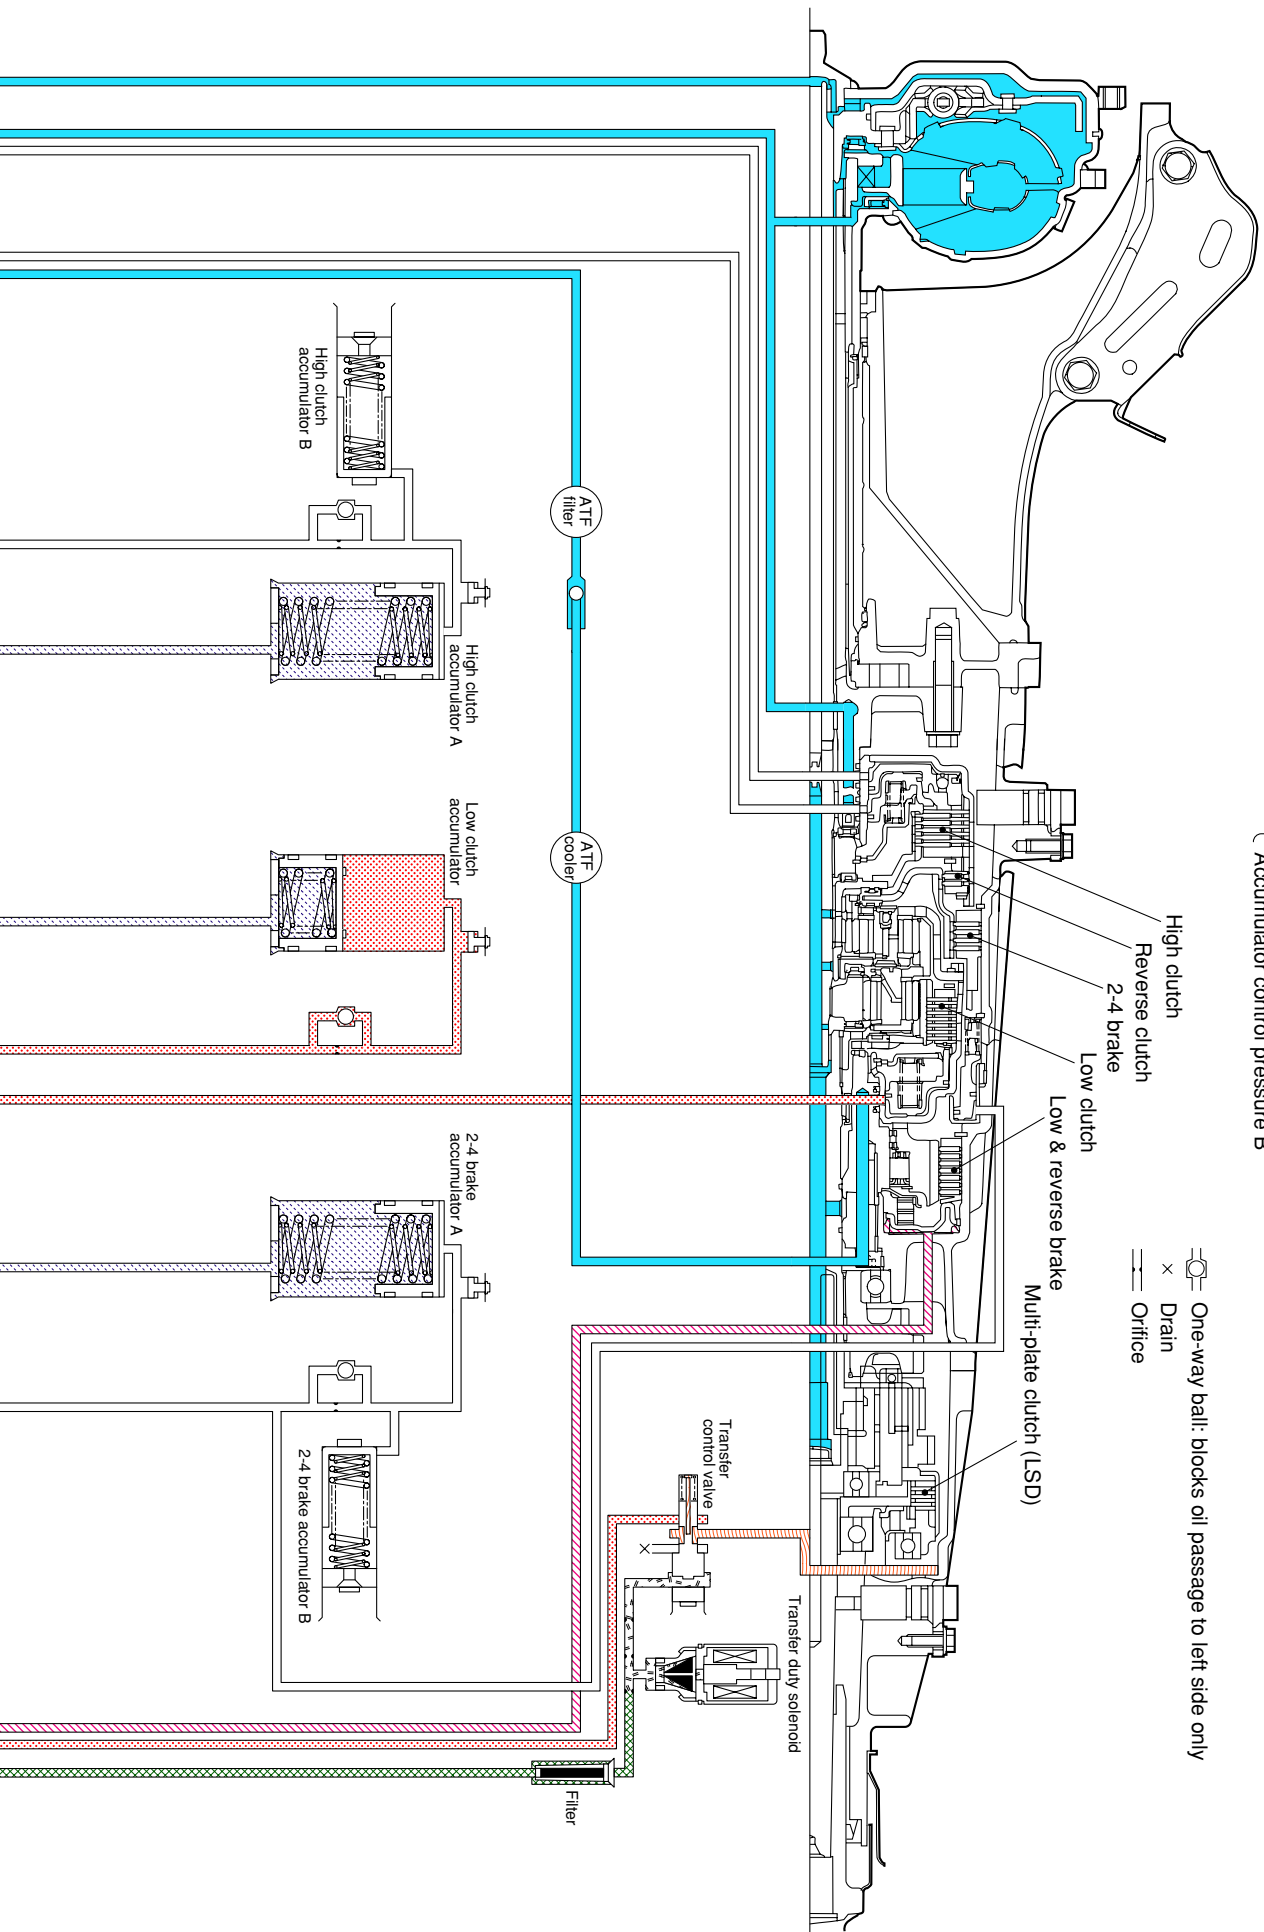 ( Accumulator control pressure B
One-way ball: blocks oil passage to left side only
Drain
Orifice
High clutch
Reverse clutch
2-4 brake
Low clutch
Low & reverse brake
Multi-plate clutch (LSD)
Transfer duty solenoid
Transfer
control valve
ATF
filter
ATF
cooler
Filter
High clutch
accumulator A
Low clutch
accumulator
2-4 brake
accumulator A
High clutch
accumulator B
2-4 brake accumulator B